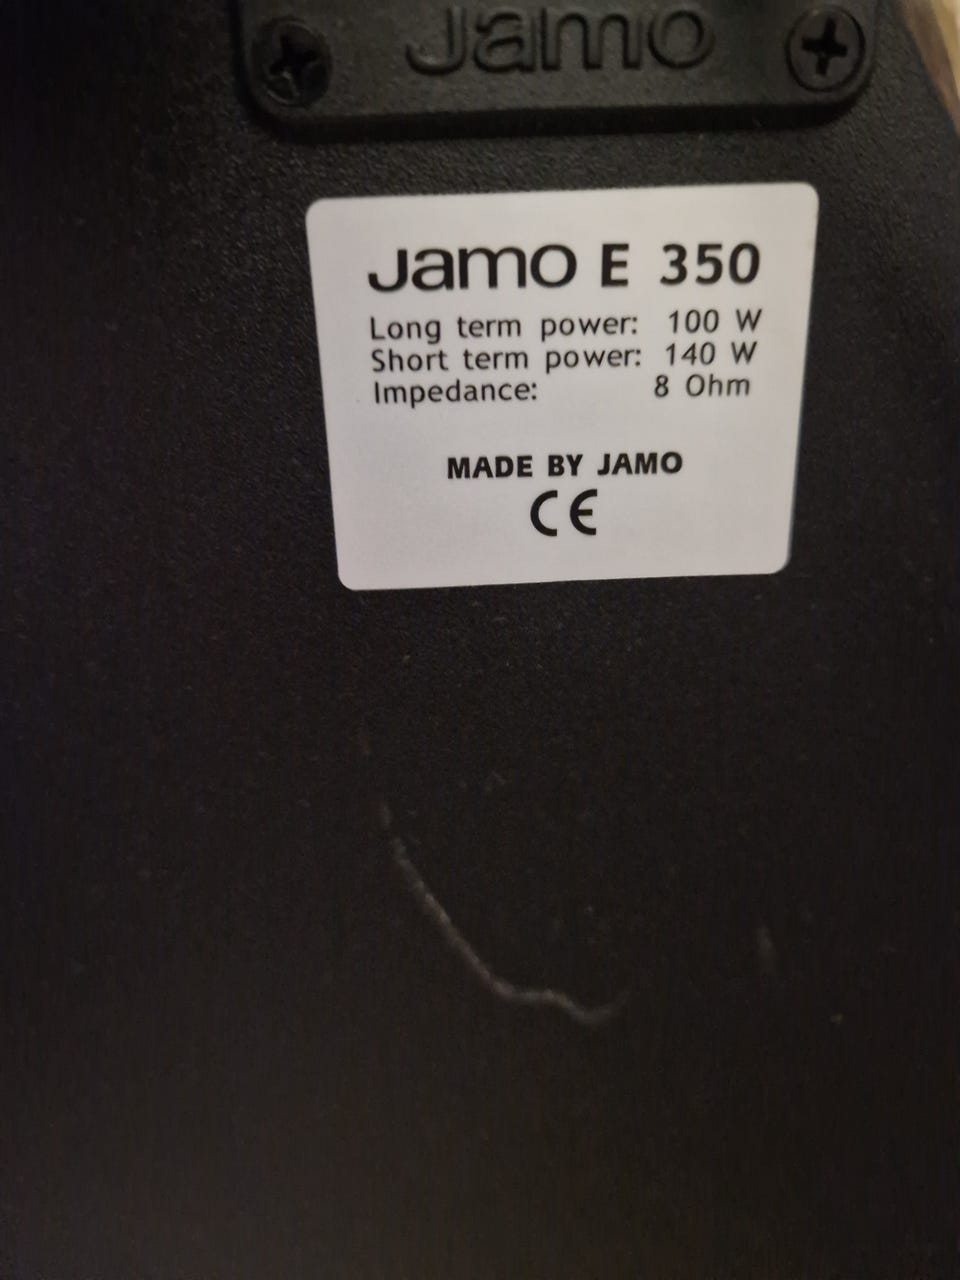 Jamo
Jamo E 350
Long term power: 100 W
Short term power: 140 W
Impedance: 8 Ohm
MADE BY JAMO
CE